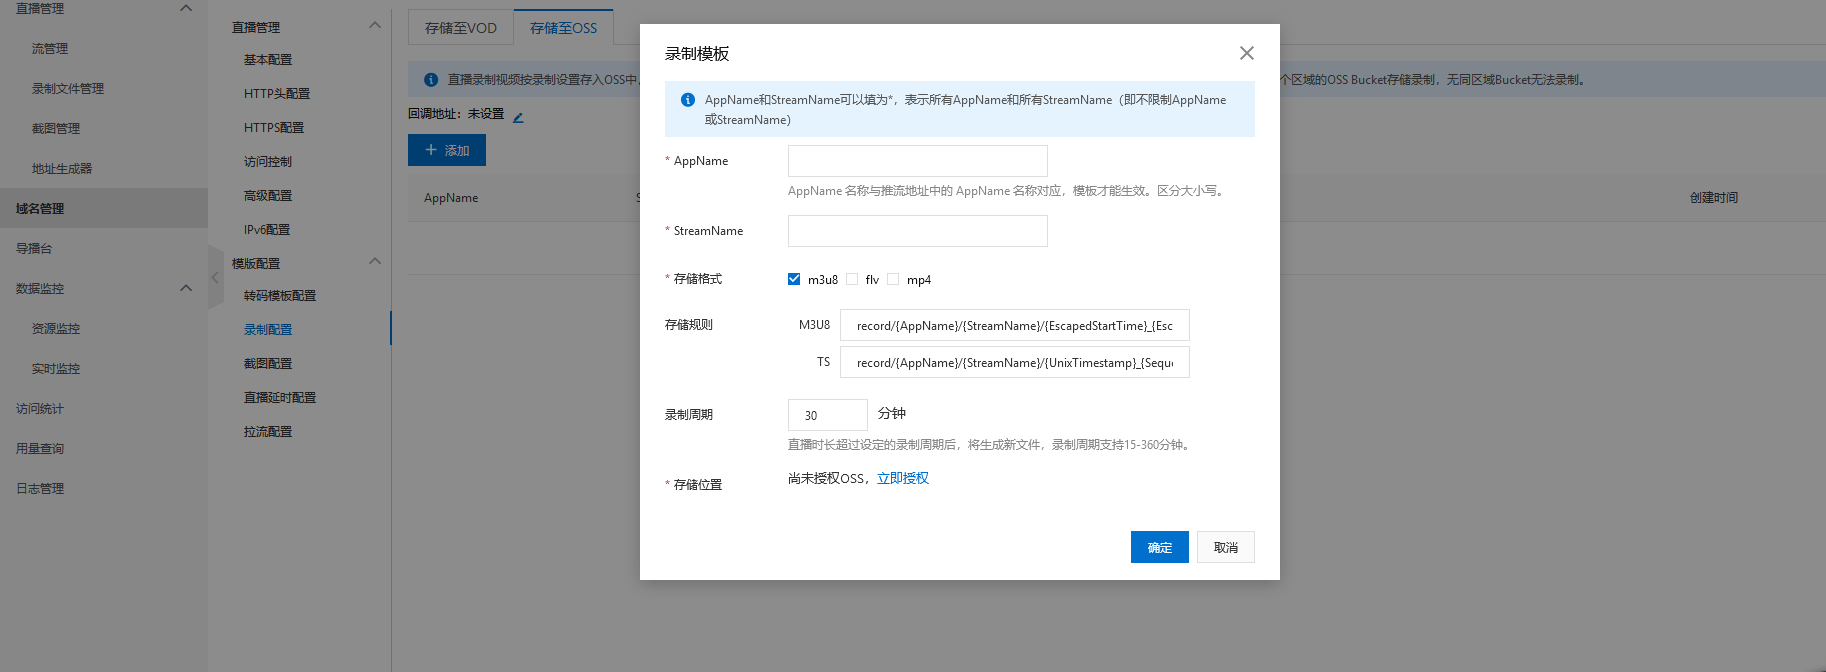 直播管理
流管理
录制文件管理
截图管理
地址生成器
域名管理
导播台
数据监控
资源监控
实时监控
访问统计
用量查询
日志管理
直播管理
基本配置
HTTP头配置
HTTPS配置
访问控制
高级配置
IPv6配置
模版配置
转码模板配置
录制配置
截图配置
直播延时配置
拉流配置
存储至VOD
存储至OSS
直播录制视频按录制设置存入OSS中,
个区域的OSS Bucket存储录制，无同区域Bucket无法录制。
回调地址：未设置
+ 添加
AppName
创建时间
录制模板
AppName和StreamName可以填为*，表示所有AppName和所有StreamName（即不限制AppName
或StreamName）
* AppName
AppName 名称与推流地址中的 AppName 名称对应，模板才能生效。区分大小写。
* StreamName
* 存储格式
m3u8
flv
mp4
存储规则
M3U8
record/{AppName}/{StreamName}/{EscapedStartTime}_{Esc
TS
record/{AppName}/{StreamName}/{UnixTimestamp}_{Sequ
录制周期
30
分钟
直播时长超过设定的录制周期后，将生成新文件，录制周期支持15-360分钟。
* 存储位置
尚未授权OSS，立即授权
确定
取消